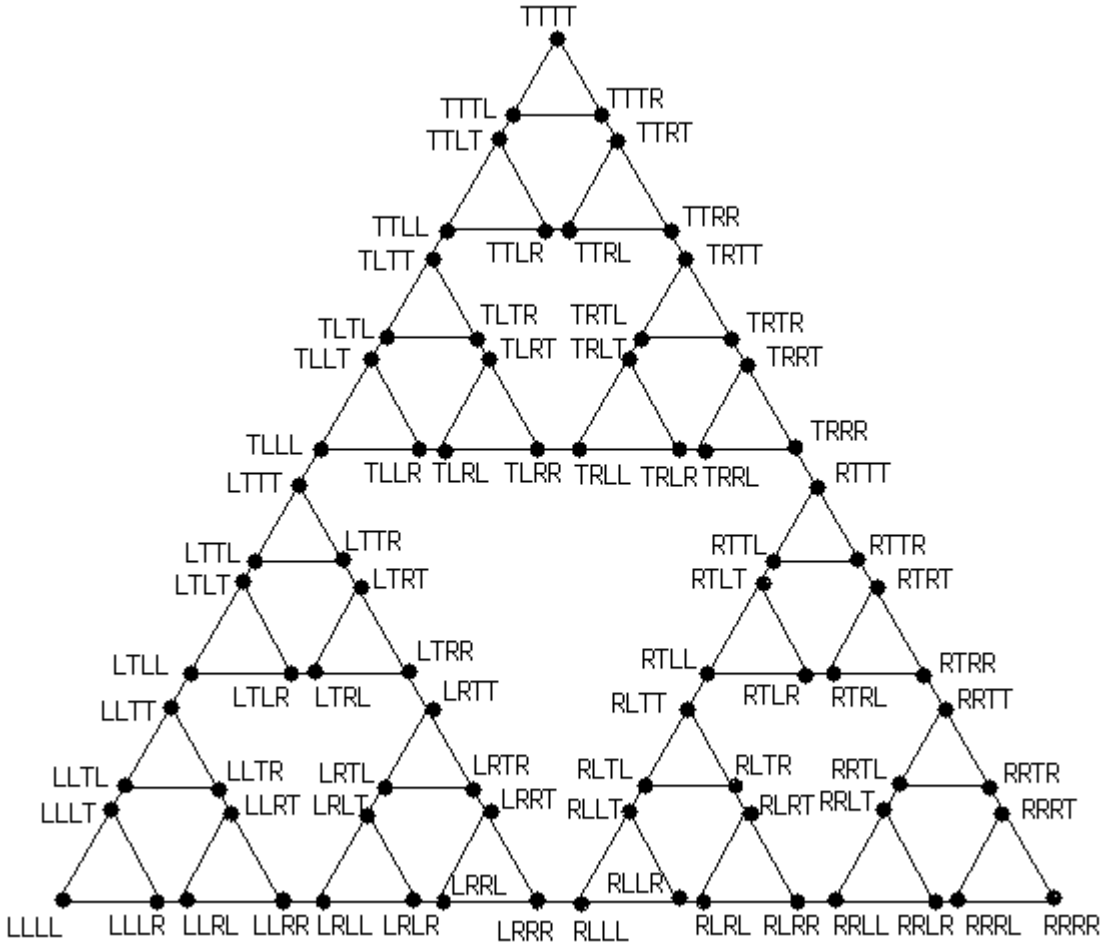 TTTT
TTTL TTTR
TTLT TTRT
TTLL TTLR TTRL TTRR
TLTT TRTT
TLTL TLTR TRTL TRTR
TLLT TLRT TRLT TRRT
TLLL TLLR TLRL TLRR TRLL TRLR TRRL TRRR
LTTT RTTT
LTTL LTTR RTTL RTTR
LTLT LTRT RTLT RTRT
LTLL LTLR LTRL LTRR RTLL RTLR RTRL RTRR
LLTT LRTT RLTT RRTT
LLTL LLTR LRTL LRTR RLTL RLTR RRTL RRTR
LLLT LLRT LRLT LRRT RLLT RLRT RRLT RRRT
LLLL LLLR LLRL LLRR LRLL LRLR LRRL LRRR RLLL RLLR RLRL RLRR RRLL RRLR RRRL RRRR